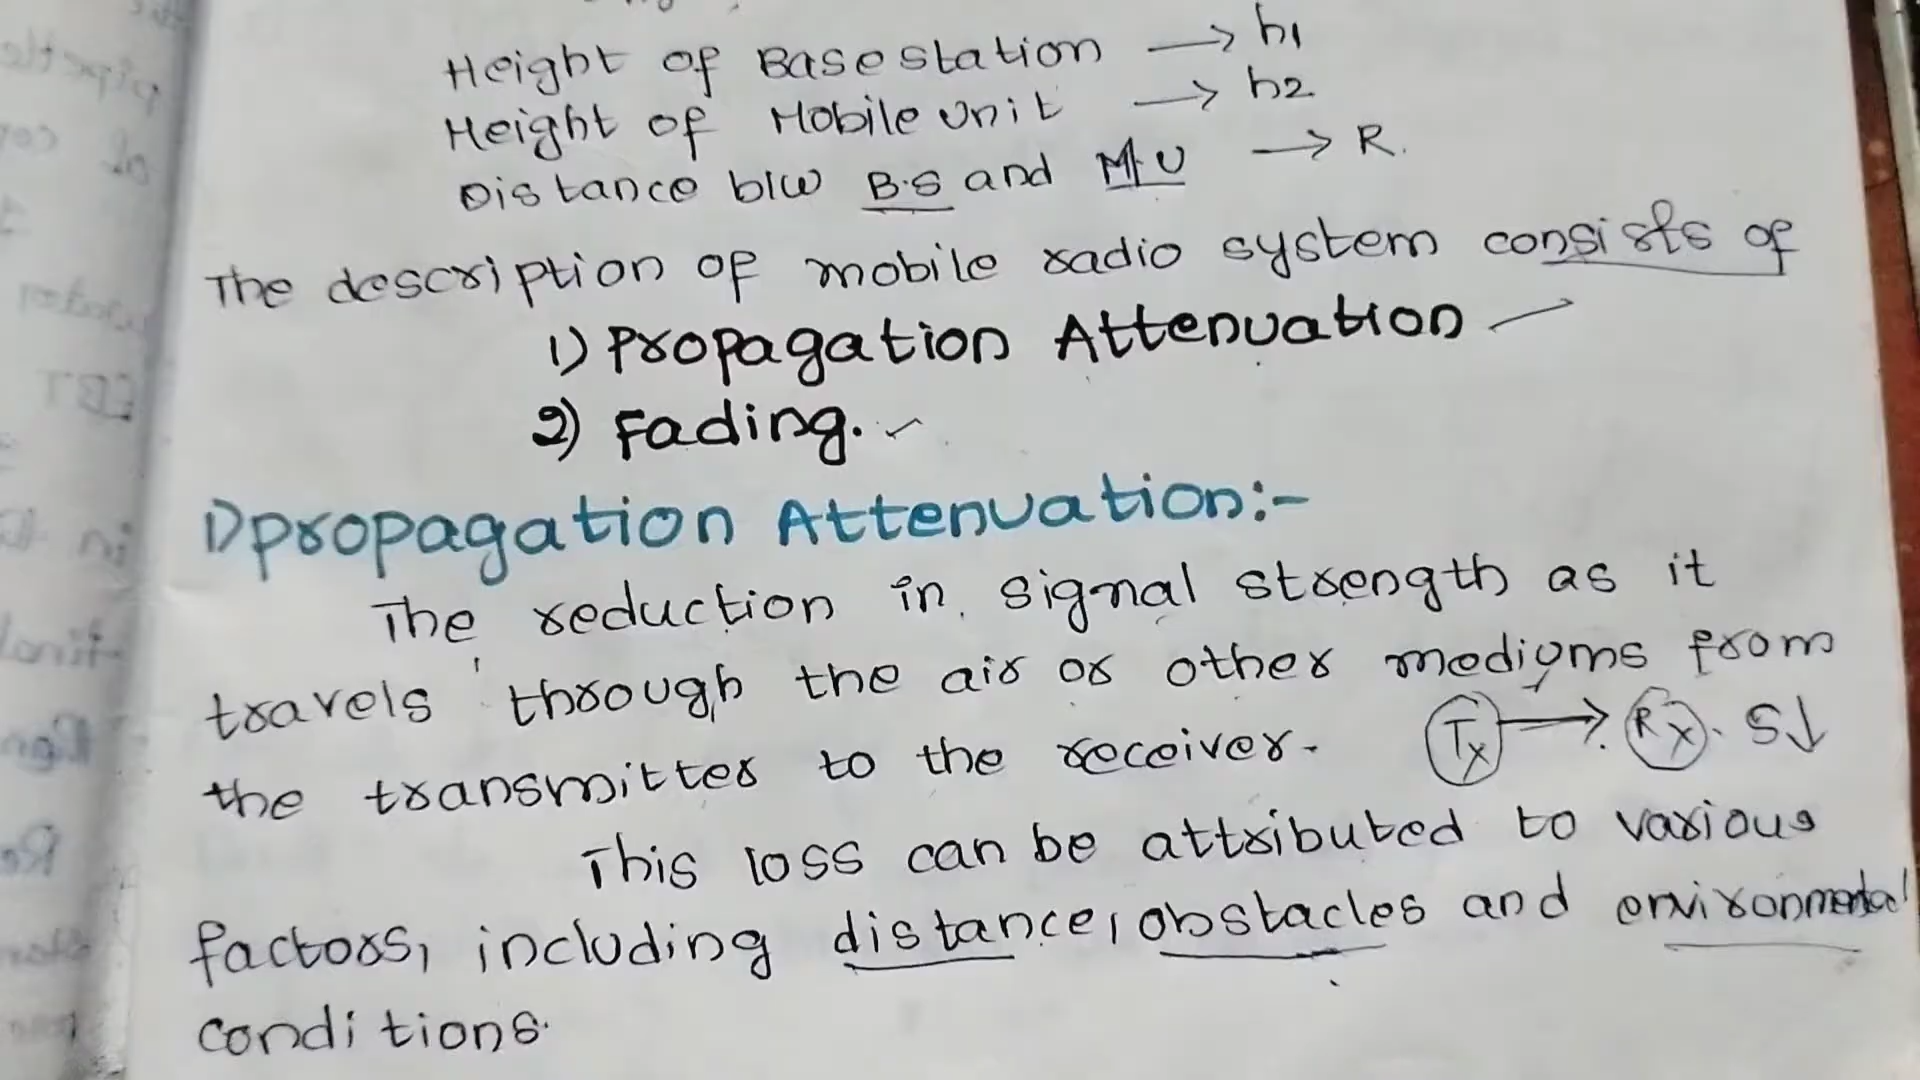 Height of Base station → h1
Height of Mobile Unit → h2
Distance b/w B.S and M.U → R.
The description of mobile radio system consists of
1) Propagation Attenuation
2) Fading.
1) Propagation Attenuation:-
The reduction in signal strength as it
travels through the air or other mediums from
the transmitter to the receiver. Tx → Rx. S↓
This loss can be attributed to various
factors, including distance, obstacles and environmental
conditions.